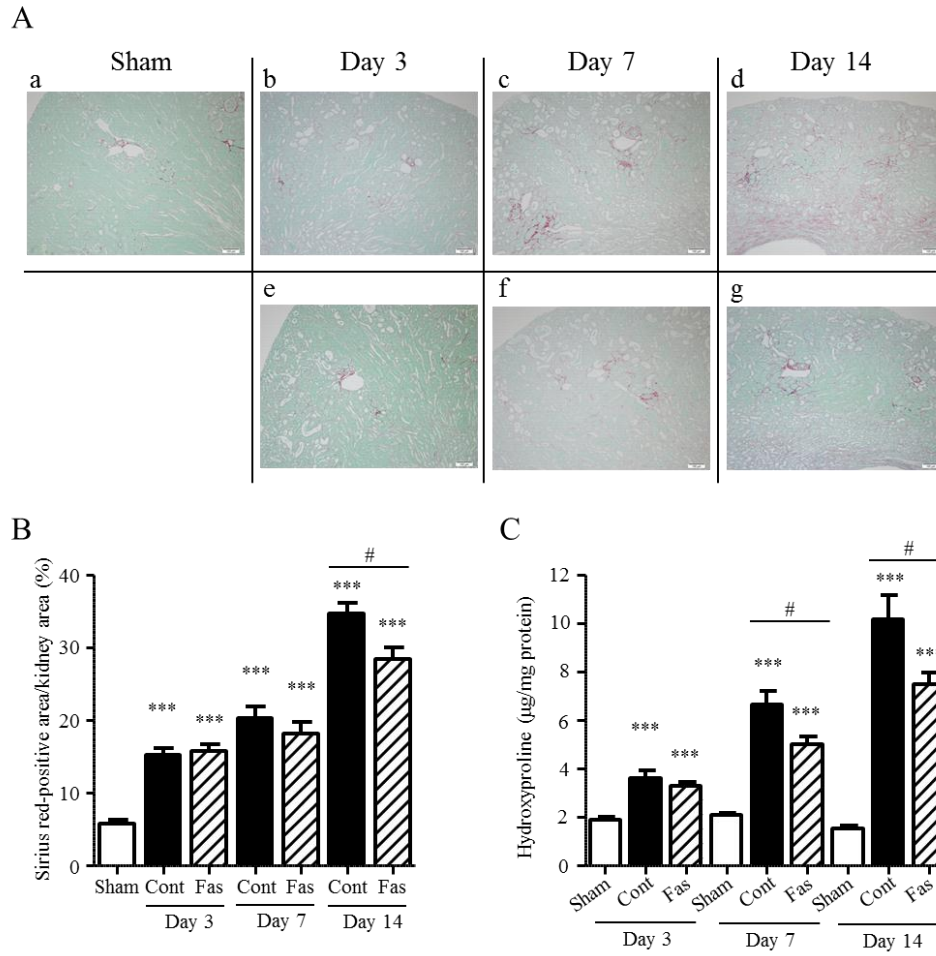 A
Sham
Day 3
Day 7
Day 14
a
b
c
d
e
f
g
B
Sirius red-positive area/kidney area (%)
40
30
20
10
0
***
***
***
***
***
***
#
Sham
Cont
Fas
Cont
Fas
Cont
Fas
Day 3
Day 7
Day 14
C
Hydroxyproline (µg/mg protein)
12
10
8
6
4
2
0
***
***
***
***
#
***
***
#
Sham
Cont
Fas
Sham
Cont
Fas
Sham
Cont
Fas
Day 3
Day 7
Day 14